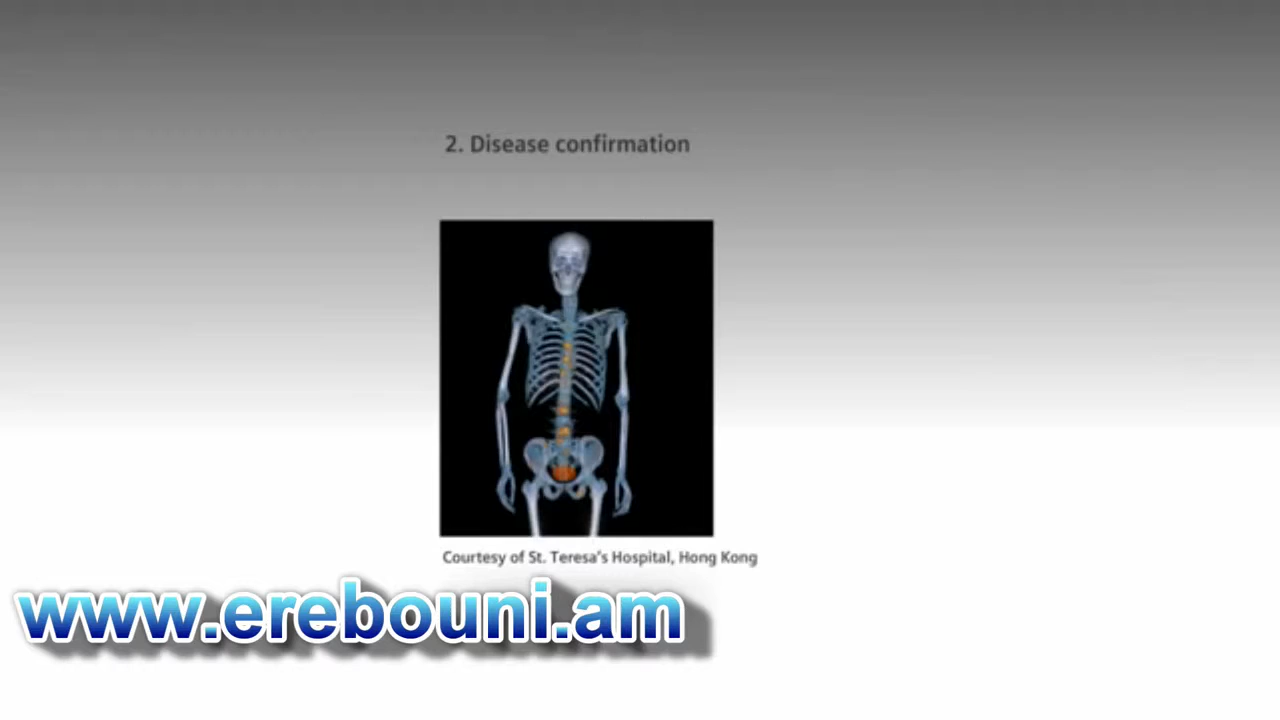 2. Disease confirmation
Courtesy of St. Teresa's Hospital, Hong Kong
www.erebouni.am